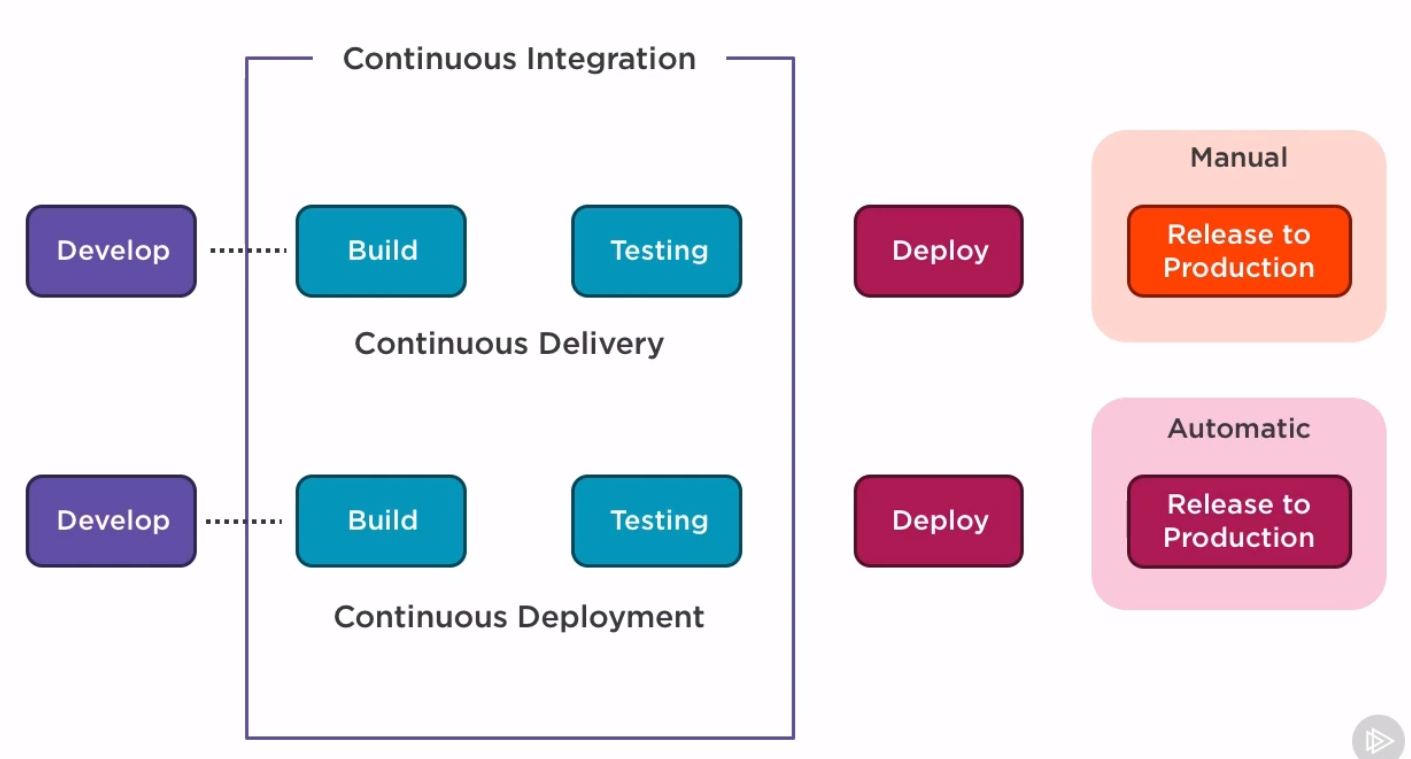 Continuous Integration
Manual
Develop
Build
Testing
Deploy
Release to
Production
Continuous Delivery
Automatic
Develop
Build
Testing
Deploy
Release to
Production
Continuous Deployment